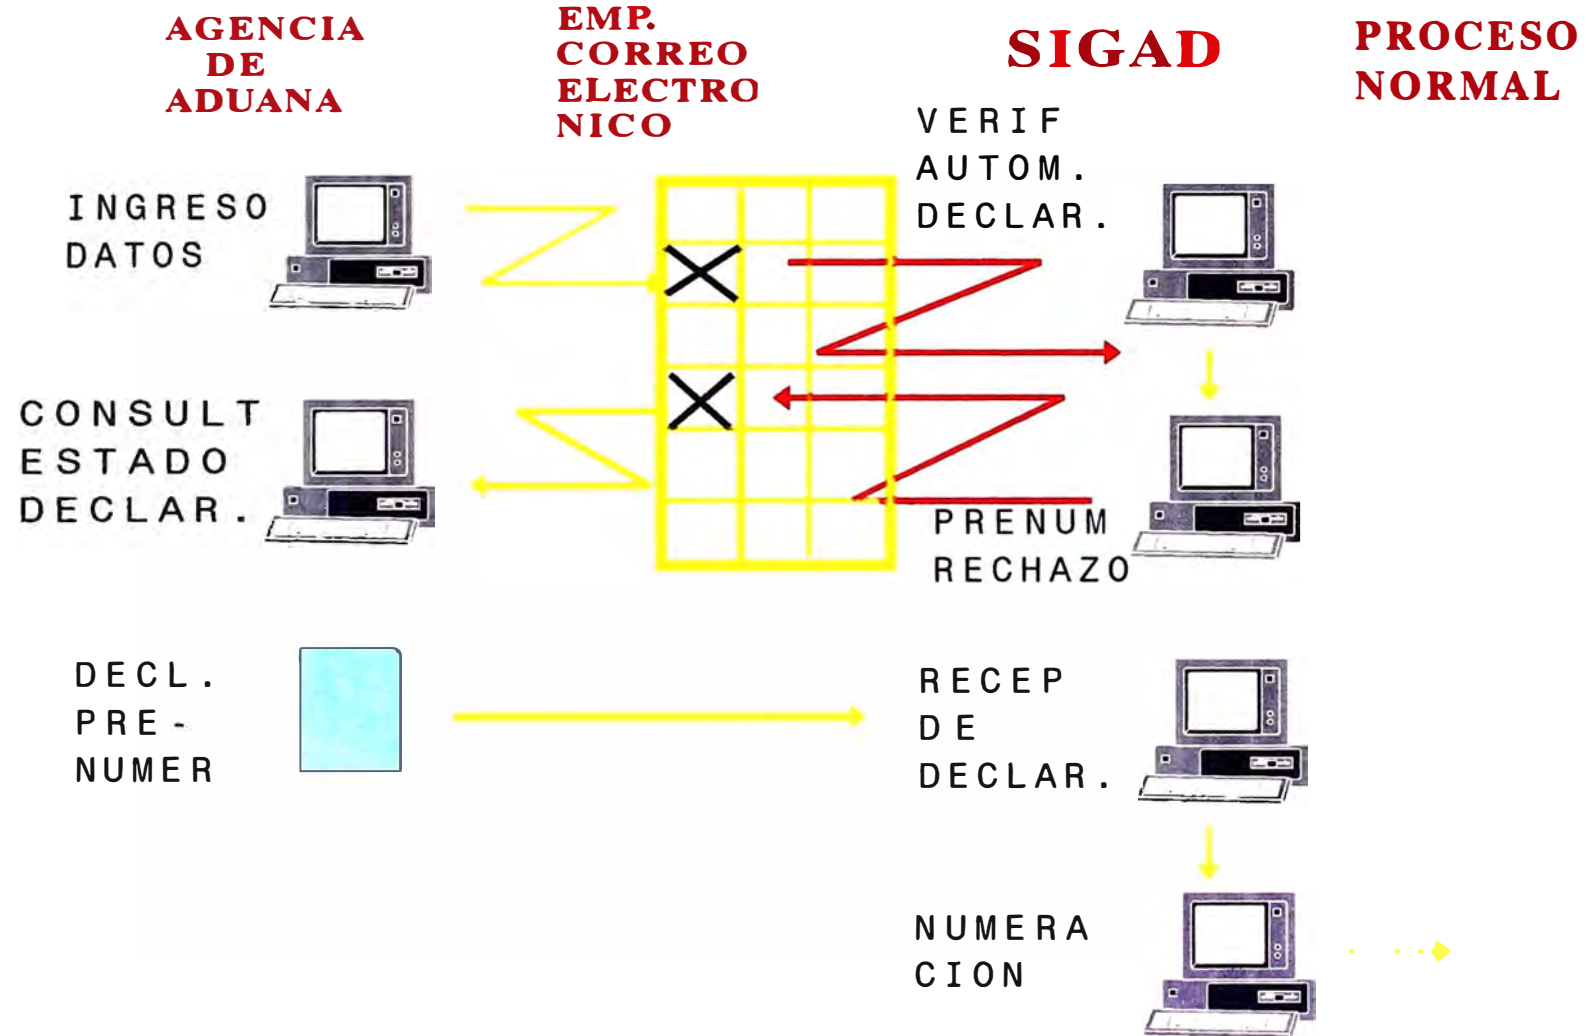 AGENCIA
DE
ADUANA
EMP.
CORREO
ELECTRO
NICO
SIGAD
PROCESO
NORMAL
INGRESO
DATOS
VERIF
AUTOM.
DECLAR.
CONSULT
ESTADO
DECLAR.
PRENUM
RECHAZO
DECL.
PRE-
NUMER
RECEP
DE
DECLAR.
NUMERA
CION